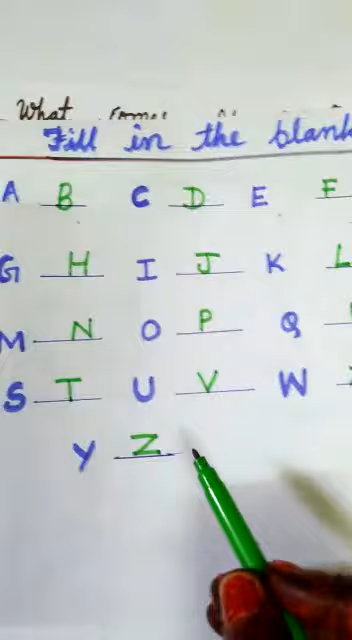 What
Fill in the blank
A B C D E F
G H I J K L
M N O P Q
S T U V W
Y Z